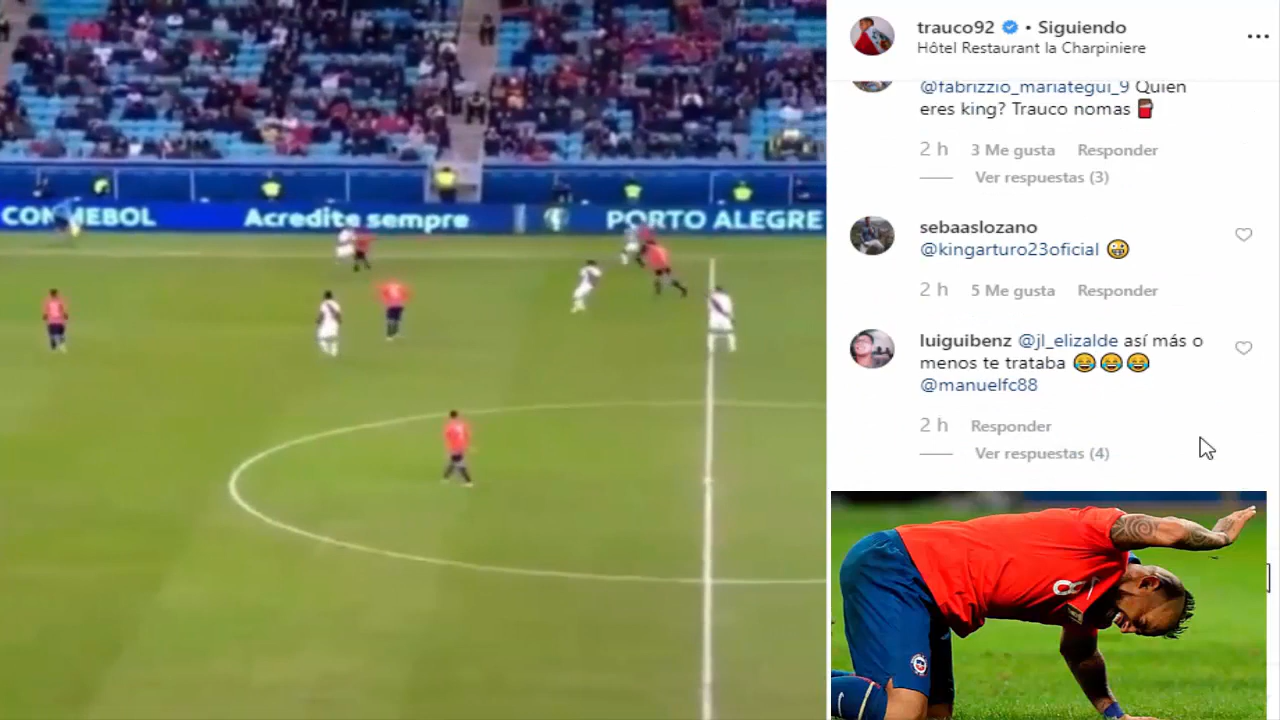 CONMEBOL
Acredite sempre
PORTO ALEGRE
trauco92 • Siguiendo
Hôtel Restaurant la Charpiniere
@fabrizzio_mariategui_9 Quien
eres king? Trauco nomas
2 h 3 Me gusta Responder
Ver respuestas (3)
sebaaslozano
@kingarturo23oficial 🤪
2 h 5 Me gusta Responder
luiguibenz @jl_elizalde así más o
menos te trataba 😂😂😂
@manuelfc88
2 h Responder
Ver respuestas (4)
8